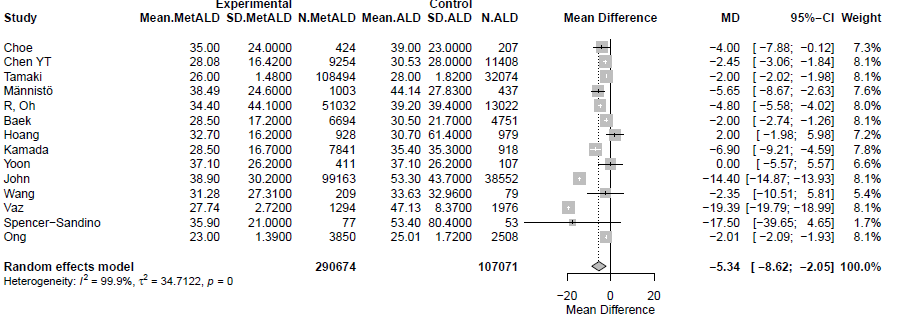 Experimental Control
Study Mean.MetALD SD.MetALD N.MetALD Mean.ALD SD.ALD N.ALD Mean Difference MD 95%−CI Weight
Choe 35.00 24.0000 424 39.00 23.0000 207 −4.00 [ −7.88; −0.12] 7.3%
Chen YT 28.08 16.4200 9254 30.53 28.0000 11408 −2.45 [ −3.06; −1.84] 8.1%
Tamaki 26.00 1.4800 108494 28.00 1.8200 32074 −2.00 [ −2.02; −1.98] 8.1%
Männistö 38.49 24.6000 1003 44.14 27.8300 437 −5.65 [ −8.67; −2.63] 7.6%
R, Oh 34.40 44.1000 51032 39.20 39.4000 13022 −4.80 [ −5.58; −4.02] 8.0%
Baek 28.50 17.2000 6694 30.50 21.7000 4751 −2.00 [ −2.74; −1.26] 8.1%
Hoang 32.70 16.2000 928 30.70 61.4000 979 2.00 [ −1.98; 5.98] 7.2%
Kamada 28.50 16.7000 7841 35.40 35.3000 918 −6.90 [ −9.21; −4.59] 7.8%
Yoon 37.10 26.2000 411 37.10 26.2000 107 0.00 [ −5.57; 5.57] 6.6%
John 38.90 30.2000 99163 53.30 43.7000 38552 −14.40 [−14.87; −13.93] 8.1%
Wang 31.28 27.3100 209 33.63 32.9600 79 −2.35 [−10.51; 5.81] 5.4%
Vaz 27.74 2.7200 1294 47.13 8.3700 1976 −19.39 [−19.79; −18.99] 8.1%
Spencer−Sandino 35.90 21.0000 77 53.40 80.4000 53 −17.50 [−39.65; 4.65] 1.7%
Ong 23.00 1.3900 3850 25.01 1.7200 2508 −2.01 [ −2.09; −1.93] 8.1%
Random effects model 290674 107071 −5.34 [ −8.62; −2.05] 100.0%
Heterogeneity: I² = 99.9%, τ² = 34.7122, p = 0
−20 0 20
Mean Difference